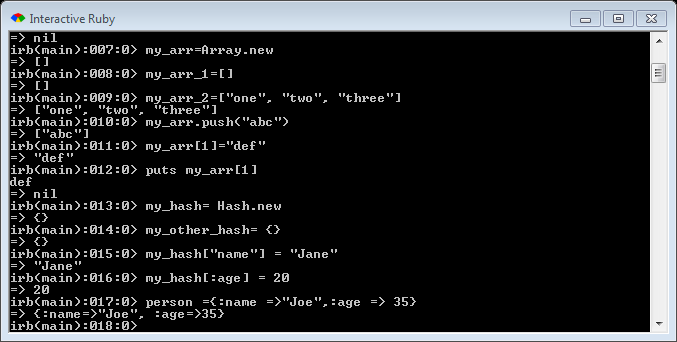 Interactive Ruby
=> nil
irb(main):007:0> my_arr=Array.new
=> []
irb(main):008:0> my_arr_1=[]
=> []
irb(main):009:0> my_arr_2=["one", "two", "three"]
=> ["one", "two", "three"]
irb(main):010:0> my_arr.push("abc")
=> ["abc"]
irb(main):011:0> my_arr[1]="def"
=> "def"
irb(main):012:0> puts my_arr[1]
def
=> nil
irb(main):013:0> my_hash= Hash.new
=> {}
irb(main):014:0> my_other_hash= {}
=> {}
irb(main):015:0> my_hash["name"] = "Jane"
=> "Jane"
irb(main):016:0> my_hash[:age] = 20
=> 20
irb(main):017:0> person ={:name =>"Joe",:age => 35}
=> {:name=>"Joe", :age=>35}
irb(main):018:0>